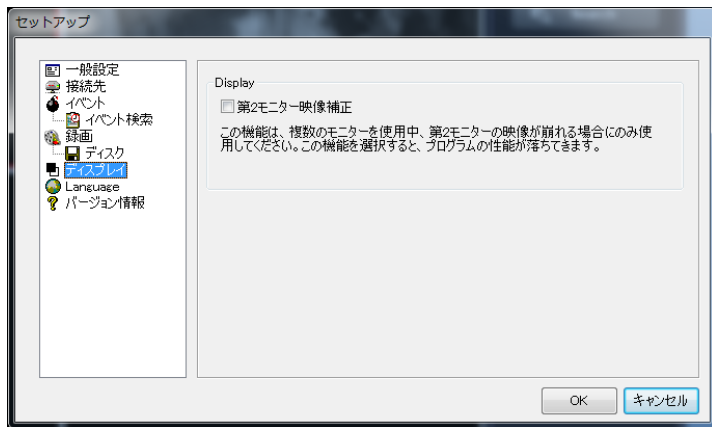 セットアップ
一般設定
接続先
イベント
イベント検索
録画
ディスク
ディスプレイ
Language
バージョン情報
Display
第2モニター映像補正
この機能は、複数のモニターを使用中、第2モニターの映像が崩れる場合にのみ使
用してください。この機能を選択すると、プログラムの性能が落ちてきます。
OK
キャンセル